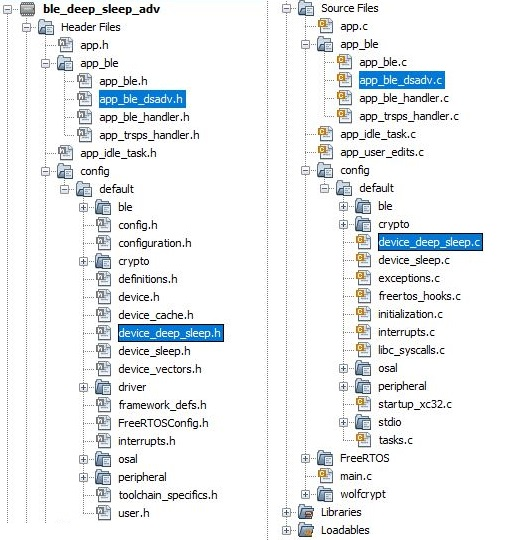 ble_deep_sleep_adv
Header Files
app.h
app_ble
app_ble.h
app_ble_dsadv.h
app_ble_handler.h
app_trsps_handler.h
app_idle_task.h
config
default
ble
config.h
configuration.h
crypto
definitions.h
device.h
device_cache.h
device_deep_sleep.h
device_sleep.h
device_vectors.h
driver
framework_defs.h
FreeRTOSConfig.h
interrupts.h
osal
peripheral
toolchain_specifics.h
user.h
Source Files
app.c
app_ble
app_ble.c
app_ble_dsadv.c
app_ble_handler.c
app_trsps_handler.c
app_idle_task.c
app_user_edits.c
config
default
ble
crypto
device_deep_sleep.c
device_sleep.c
exceptions.c
freertos_hooks.c
initialization.c
interrupts.c
libc_syscalls.c
osal
peripheral
startup_xc32.c
stdio
tasks.c
FreeRTOS
main.c
wolfcrypt
Libraries
Loadables